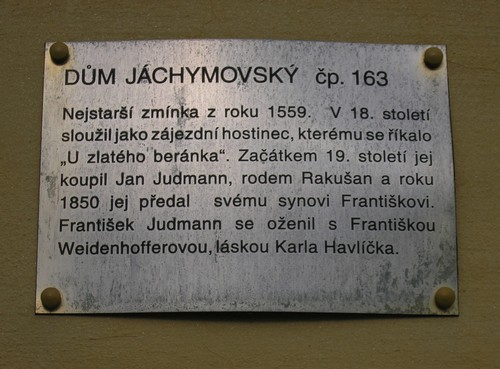 DŮM JÁCHYMOVSKÝ čp. 163
Nejstarší zmínka z roku 1559. V 18. století
sloužil jako zájezdní hostinec, kterému se říkalo
„U zlatého beránka“. Začátkem 19. století jej
koupil Jan Judmann, rodem Rakušan a roku
1850 jej předal svému synovi Františkovi.
František Judmann se oženil s Františkou
Weidenhofferovou, láskou Karla Havlíčka.